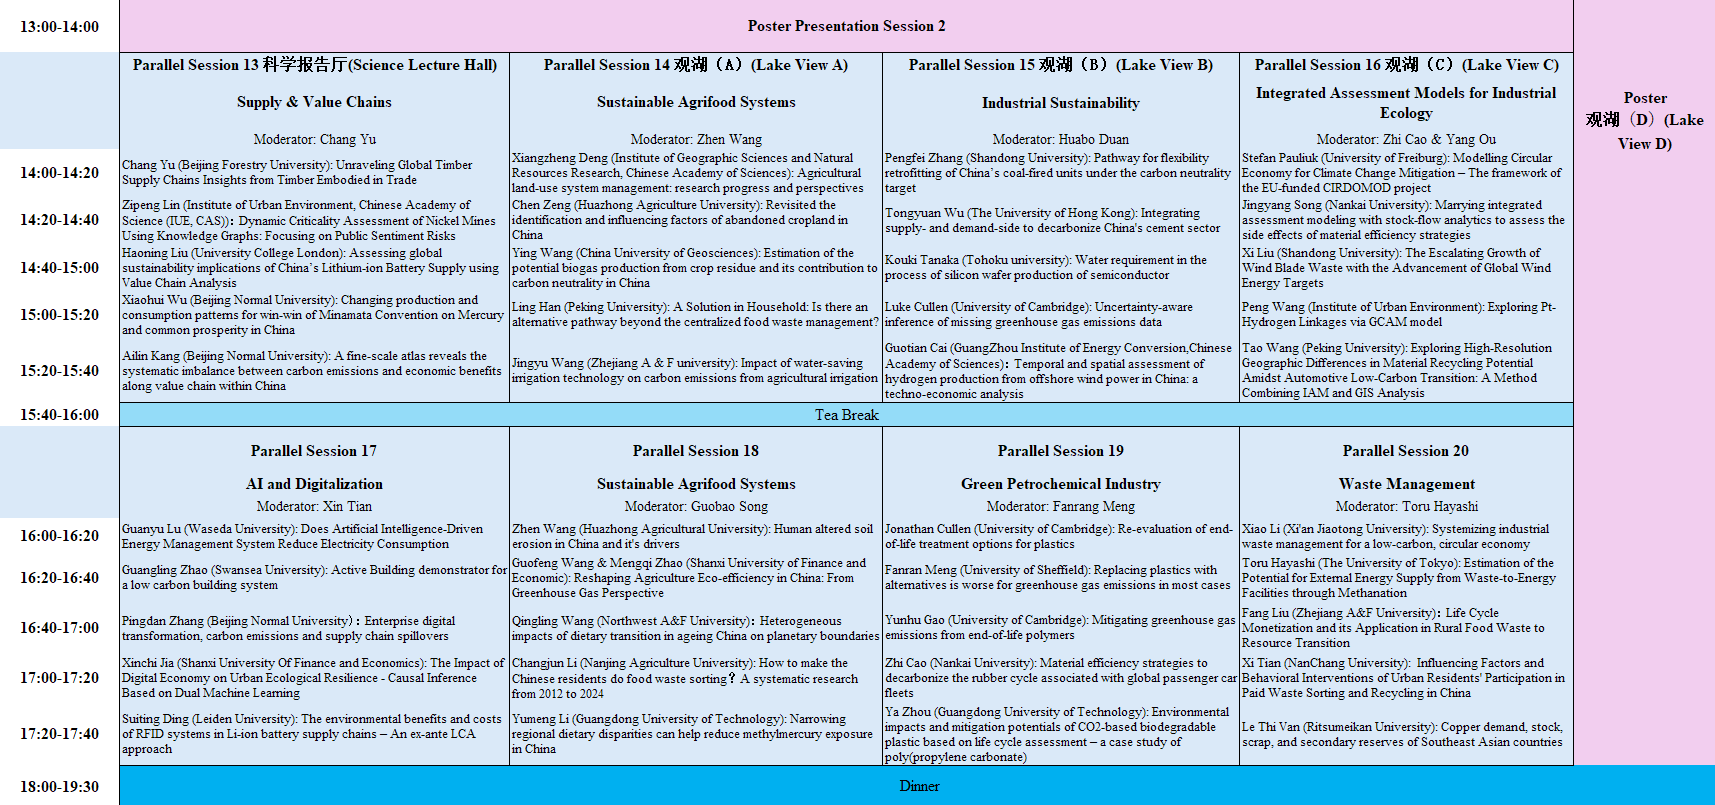 13:00-14:00
Poster Presentation Session 2
Poster
观湖（D）(Lake
View D)
Parallel Session 13 科学报告厅(Science Lecture Hall)
Supply & Value Chains
Moderator: Chang Yu
Parallel Session 14 观湖（A）(Lake View A)
Sustainable Agrifood Systems
Moderator: Zhen Wang
Parallel Session 15 观湖（B）(Lake View B)
Industrial Sustainability
Moderator: Huabo Duan
Parallel Session 16 观湖（C）(Lake View C)
Integrated Assessment Models for Industrial
Ecology
Moderator: Zhi Cao & Yang Ou
14:00-14:20
Chang Yu (Beijing Forestry University): Unraveling Global Timber
Supply Chains Insights from Timber Embodied in Trade
Xiangzheng Deng (Institute of Geographic Sciences and Natural
Resources Research, Chinese Academy of Sciences): Agricultural
land-use system management: research progress and perspectives
Pengfei Zhang (Shandong University): Pathway for flexibility
retrofitting of China's coal-fired units under the carbon neutrality
target
Stefan Pauliuk (University of Freiburg): Modelling Circular
Economy for Climate Change Mitigation – The framework of
the EU-funded CIRDOMOD project
14:20-14:40
Zipeng Lin (Institute of Urban Environment, Chinese Academy of
Science (IUE, CAS))：Dynamic Criticality Assessment of Nickel Mines
Using Knowledge Graphs: Focusing on Public Sentiment Risks
Chen Zeng (Huazhong Agriculture University): Revisited the
identification and influencing factors of abandoned cropland in
China
Tongyuan Wu (The University of Hong Kong): Integrating
supply- and demand-side to decarbonize China's cement sector
Jingyang Song (Nankai University): Marrying integrated
assessment modeling with stock-flow analytics to assess the
side effects of material efficiency strategies
14:40-15:00
Haoning Liu (University College London): Assessing global
sustainability implications of China's Lithium-ion Battery Supply using
Value Chain Analysis
Ying Wang (China University of Geosciences): Estimation of the
potential biogas production from crop residue and its contribution to
carbon neutrality in China
Kouki Tanaka (Tohoku university): Water requirement in the
process of silicon wafer production of semiconductor
Xi Liu (Shandong University): The Escalating Growth of
Wind Blade Waste with the Advancement of Global Wind
Energy Targets
15:00-15:20
Xiaohui Wu (Beijing Normal University): Changing production and
consumption patterns for win-win of Minamata Convention on Mercury
and common prosperity in China
Ling Han (Peking University): A Solution in Household: Is there an
alternative pathway beyond the centralized food waste management?
Luke Cullen (University of Cambridge): Uncertainty-aware
inference of missing greenhouse gas emissions data
Peng Wang (Institute of Urban Environment): Exploring Pt-
Hydrogen Linkages via GCAM model
15:20-15:40
Ailin Kang (Beijing Normal University): A fine-scale atlas reveals the
systematic imbalance between carbon emissions and economic benefits
along value chain within China
Jingyu Wang (Zhejiang A & F university): Impact of water-saving
irrigation technology on carbon emissions from agricultural irrigation
Guotian Cai (GuangZhou Institute of Energy Conversion,Chinese
Academy of Sciences)：Temporal and spatial assessment of
hydrogen production from offshore wind power in China: a
techno-economic analysis
Tao Wang (Peking University): Exploring High-Resolution
Geographic Differences in Material Recycling Potential
Amidst Automotive Low-Carbon Transition: A Method
Combining IAM and GIS Analysis
15:40-16:00
Tea Break
Parallel Session 17
AI and Digitalization
Moderator: Xin Tian
Parallel Session 18
Sustainable Agrifood Systems
Moderator: Guobao Song
Parallel Session 19
Green Petrochemical Industry
Moderator: Fanrang Meng
Parallel Session 20
Waste Management
Moderator: Toru Hayashi
16:00-16:20
Guanyu Lu (Waseda University): Does Artificial Intelligence-Driven
Energy Management System Reduce Electricity Consumption
Zhen Wang (Huazhong Agricultural University): Human altered soil
erosion in China and it's drivers
Jonathan Cullen (University of Cambridge): Re-evaluation of end-
of-life treatment options for plastics
Xiao Li (Xi'an Jiaotong University): Systemizing industrial
waste management for a low-carbon, circular economy
16:20-16:40
Guangling Zhao (Swansea University): Active Building demonstrator for
a low carbon building system
Guofeng Wang & Mengqi Zhao (Shanxi University of Finance and
Economic): Reshaping Agriculture Eco-efficiency in China: From
Greenhouse Gas Perspective
Fanran Meng (University of Sheffield): Replacing plastics with
alternatives is worse for greenhouse gas emissions in most cases
Toru Hayashi (The University of Tokyo): Estimation of the
Potential for External Energy Supply from Waste-to-Energy
Facilities through Methanation
16:40-17:00
Pingdan Zhang (Beijing Normal University)：Enterprise digital
transformation, carbon emissions and supply chain spillovers
Qingling Wang (Northwest A&F University)：Heterogeneous
impacts of dietary transition in ageing China on planetary boundaries
Yunhu Gao (University of Cambridge): Mitigating greenhouse gas
emissions from end-of-life polymers
Fang Liu (Zhejiang A&F University)：Life Cycle
Monetization and its Application in Rural Food Waste to
Resource Transition
17:00-17:20
Xinchi Jia (Shanxi University Of Finance and Economics): The Impact of
Digital Economy on Urban Ecological Resilience - Causal Inference
Based on Dual Machine Learning
Changjun Li (Nanjing Agriculture University): How to make the
Chinese residents do food waste sorting？A systematic research
from 2012 to 2024
Zhi Cao (Nankai University): Material efficiency strategies to
decarbonize the rubber cycle associated with global passenger car
fleets
Xi Tian (NanChang University): Influencing Factors and
Behavioral Interventions of Urban Residents' Participation in
Paid Waste Sorting and Recycling in China
17:20-17:40
Suiting Ding (Leiden University): The environmental benefits and costs
of RFID systems in Li-ion battery supply chains – An ex-ante LCA
approach
Yumeng Li (Guangdong University of Technology): Narrowing
regional dietary disparities can help reduce methylmercury exposure
in China
Ya Zhou (Guangdong University of Technology): Environmental
impacts and mitigation potentials of CO2-based biodegradable
plastic based on life cycle assessment – a case study of
poly(propylene carbonate)
Le Thi Van (Ritsumeikan University): Copper demand, stock,
scrap, and secondary reserves of Southeast Asian countries
18:00-19:30
Dinner